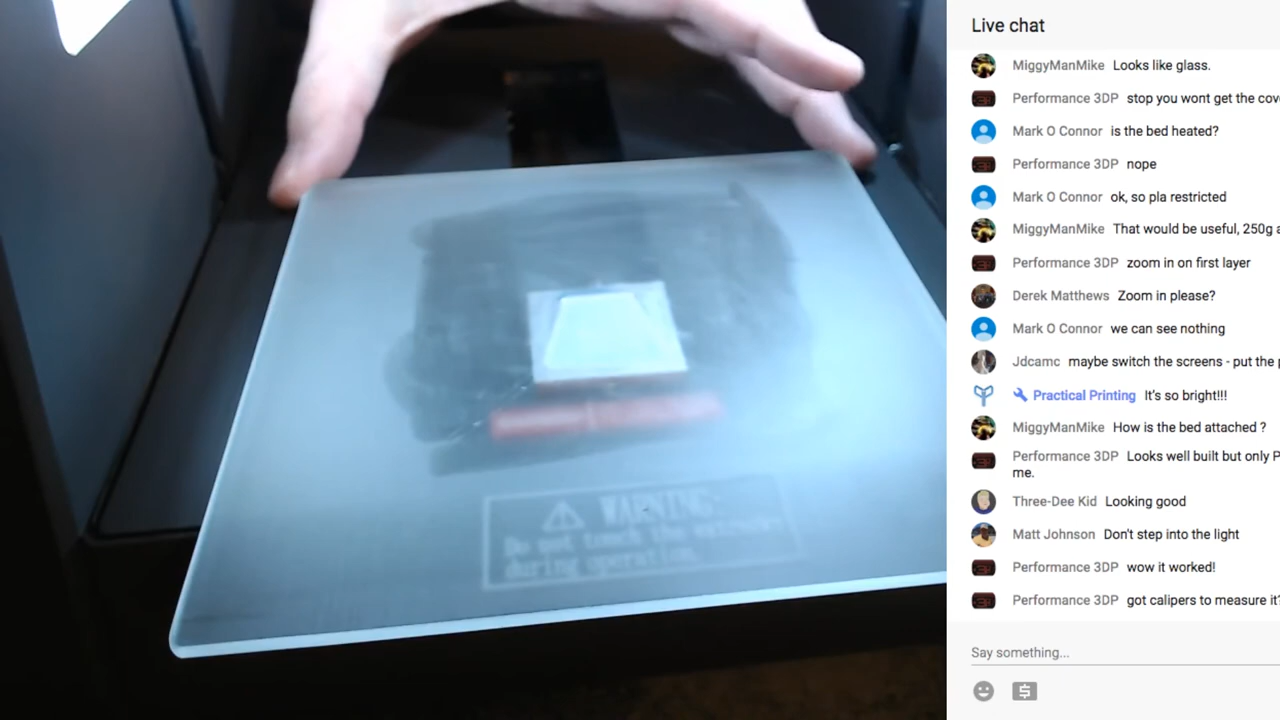 WARNING
Do not touch the extruder
during operation.
Live chat
MiggyManMike Looks like glass.
Performance 3DP stop you wont get the cov
Mark O Connor is the bed heated?
Performance 3DP nope
Mark O Connor ok, so pla restricted
MiggyManMike That would be useful, 250g a
Performance 3DP zoom in on first layer
Derek Matthews Zoom in please?
Mark O Connor we can see nothing
Jdcamc maybe switch the screens - put the p
Practical Printing It's so bright!!!
MiggyManMike How is the bed attached ?
Performance 3DP Looks well built but only P
me.
Three-Dee Kid Looking good
Matt Johnson Don't step into the light
Performance 3DP wow it worked!
Performance 3DP got calipers to measure it?
Say something...